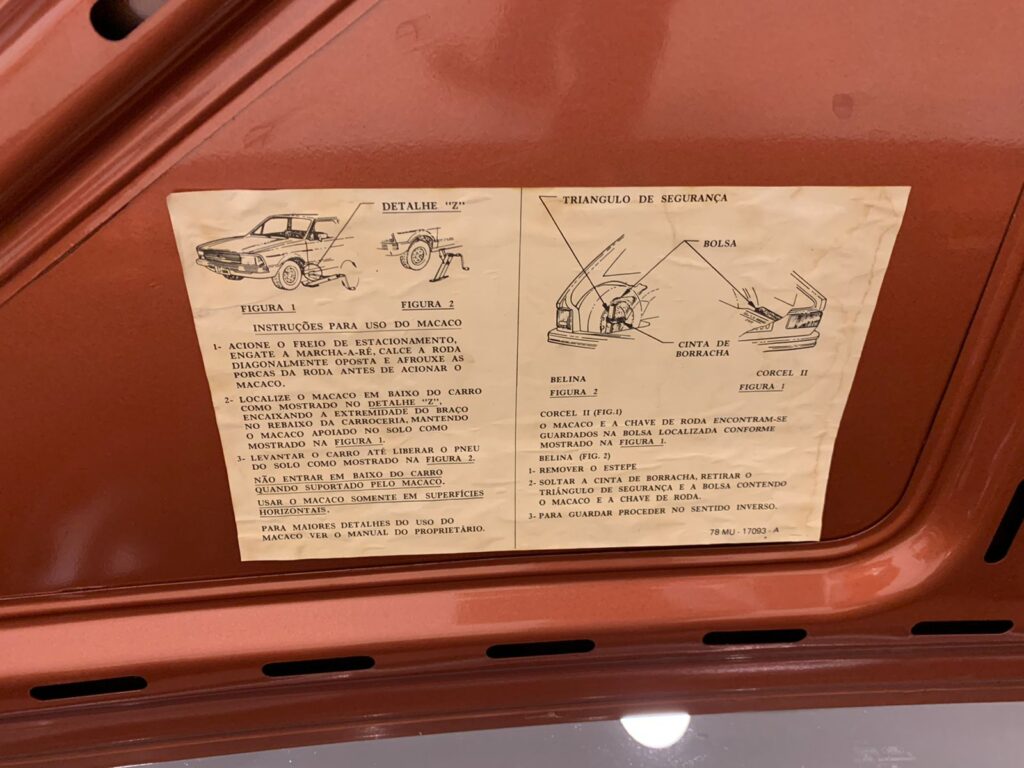 DETALHE "Z"
FIGURA 1
FIGURA 2
INSTRUÇÕES PARA USO DO MACACO
1- ACIONE O FREIO DE ESTACIONAMENTO,
ENGATE A MARCHA-A-RÉ, CALCE A RODA
DIAGONALMENTE OPOSTA E AFROUXE AS
PORCAS DA RODA ANTES DE ACIONAR O
MACACO.
2- LOCALIZE O MACACO EM BAIXO DO CARRO
COMO MOSTRADO NO DETALHE "Z",
ENCAIXANDO A EXTREMIDADE DO BRAÇO
NO REBAIXO DA CARROCERIA, MANTENDO
O MACACO APOIADO NO SOLO COMO
MOSTRADO NA FIGURA 1.
3- LEVANTAR O CARRO ATÉ LIBERAR O PNEU
DO SOLO COMO MOSTRADO NA FIGURA 2.
NÃO ENTRAR EM BAIXO DO CARRO
QUANDO SUPORTADO PELO MACACO.
USAR O MACACO SOMENTE EM SUPERFÍCIES
HORIZONTAIS.
PARA MAIORES DETALHES DO USO DO
MACACO VER O MANUAL DO PROPRIETÁRIO.
TRIANGULO DE SEGURANÇA
BOLSA
CINTA DE
BORRACHA
BELINA
FIGURA 2
CORCEL II
FIGURA 1
CORCEL II (FIG.1)
O MACACO E A CHAVE DE RODA ENCONTRAM-SE
GUARDADOS NA BOLSA LOCALIZADA CONFORME
MOSTRADO NA FIGURA 1.
BELINA (FIG. 2)
1- REMOVER O ESTEPE
2- SOLTAR A CINTA DE BORRACHA, RETIRAR O
TRIÂNGULO DE SEGURANÇA E A BOLSA CONTENDO
O MACACO E A CHAVE DE RODA.
3- PARA GUARDAR PROCEDER NO SENTIDO INVERSO.
78 MU - 17093 - A